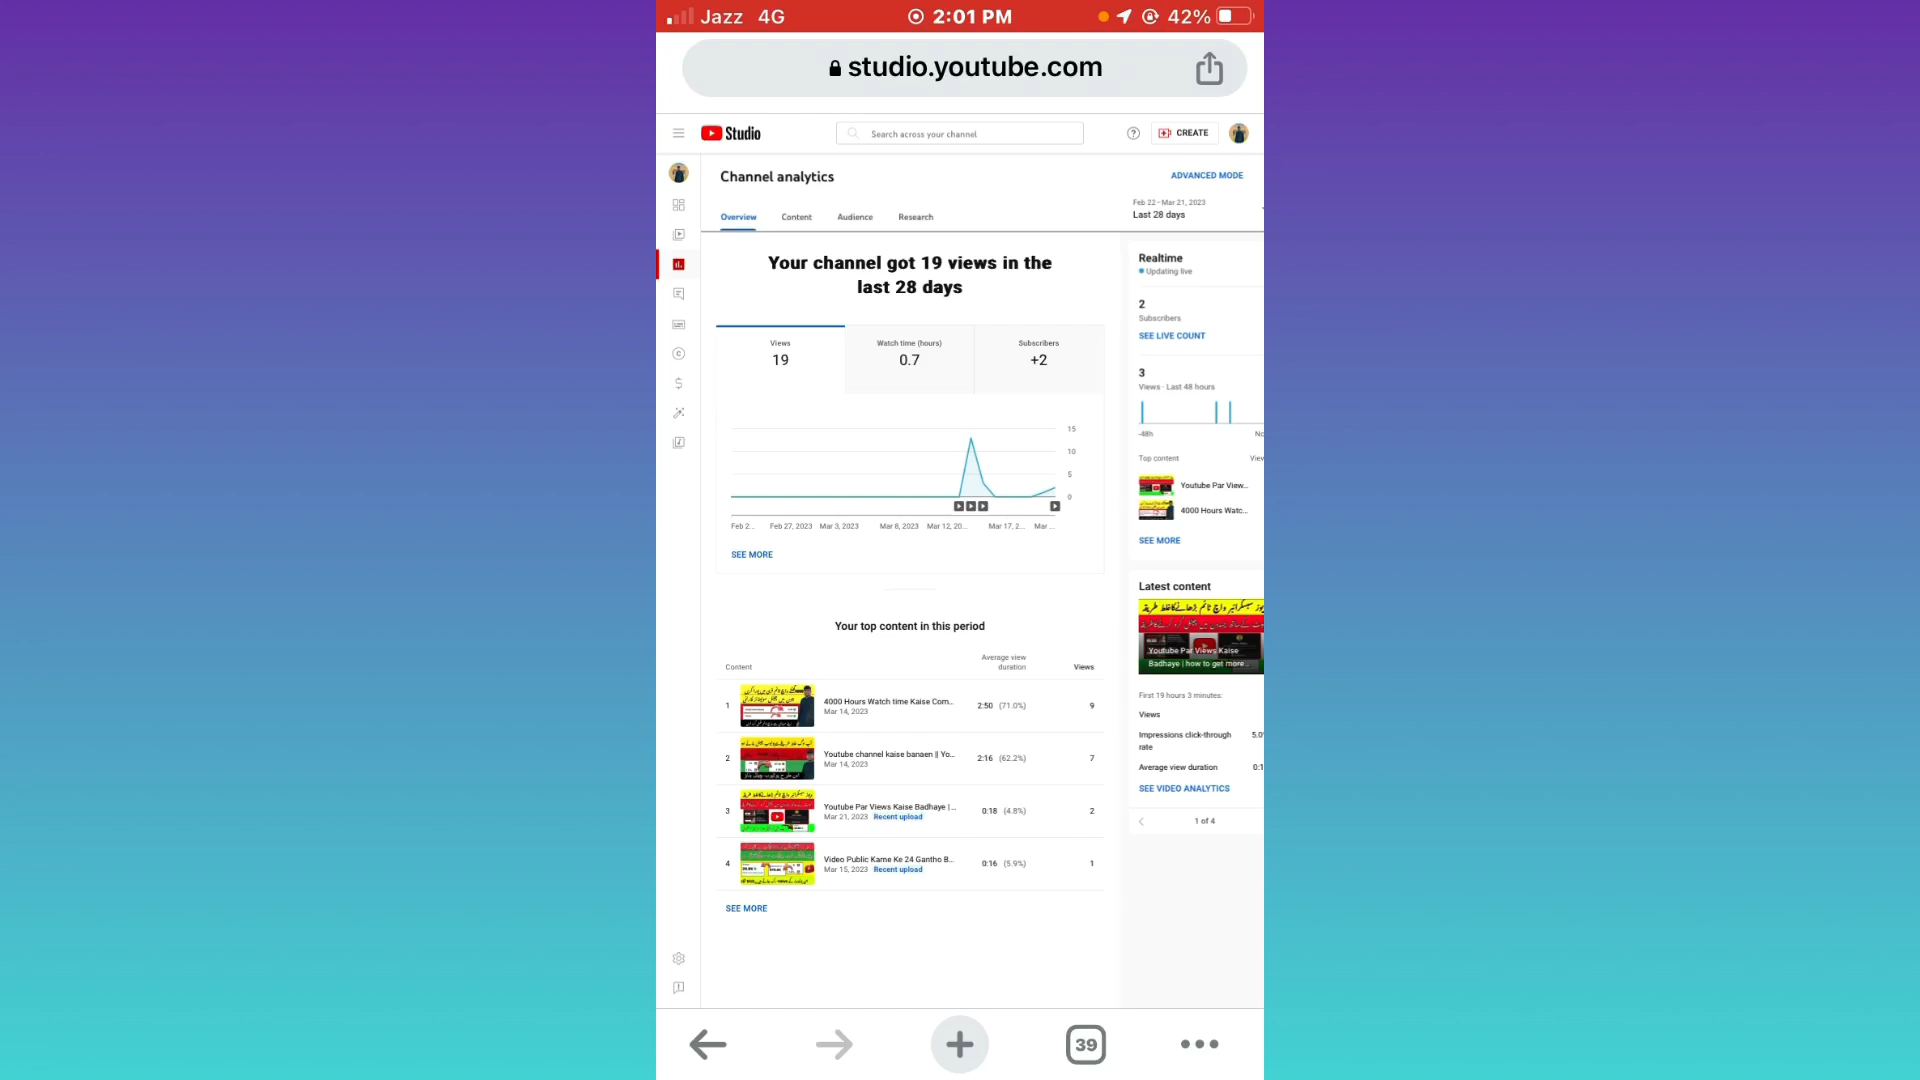 Jazz 4G
2:01 PM
42%
studio.youtube.com
Studio
Search across your channel
CREATE
Channel analytics
ADVANCED MODE
Overview
Content
Audience
Research
Feb 22 – Mar 21, 2023
Last 28 days
Your channel got 19 views in the
last 28 days
Views
19
Watch time (hours)
0.7
Subscribers
+2
15
10
5
0
Feb 2...
Feb 27, 2023
Mar 3, 2023
Mar 8, 2023
Mar 12, 20...
Mar 17, 2...
Mar ...
SEE MORE
Your top content in this period
Content
Average view
duration
Views
1
4000 Hours Watch time Kaise Com...
Mar 14, 2023
2:50 (71.0%)
9
2
Youtube channel kaise banaen || Yo...
Mar 14, 2023
2:16 (62.2%)
7
3
Youtube Par Views Kaise Badhaye |...
Mar 21, 2023 Recent upload
0:18 (4.8%)
2
4
Video Public Karne Ke 24 Gantho B...
Mar 15, 2023 Recent upload
0:16 (5.9%)
1
SEE MORE
Realtime
Updating live
2
Subscribers
SEE LIVE COUNT
3
Views · Last 48 hours
-48h
Top content
Youtube Par View...
4000 Hours Watc...
SEE MORE
Latest content
Youtube Par Views Kaise
Badhaye | how to get more...
First 19 hours 3 minutes:
Views
Impressions click-through
rate
5.0
Average view duration
0:1
SEE VIDEO ANALYTICS
1 of 4
39